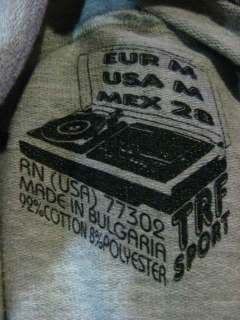 EUR M
USA M
MEX 28
RN (USA) 77302
MADE IN BULGARIA
92%COTTON 8%POLYESTER
TRF
SPORT